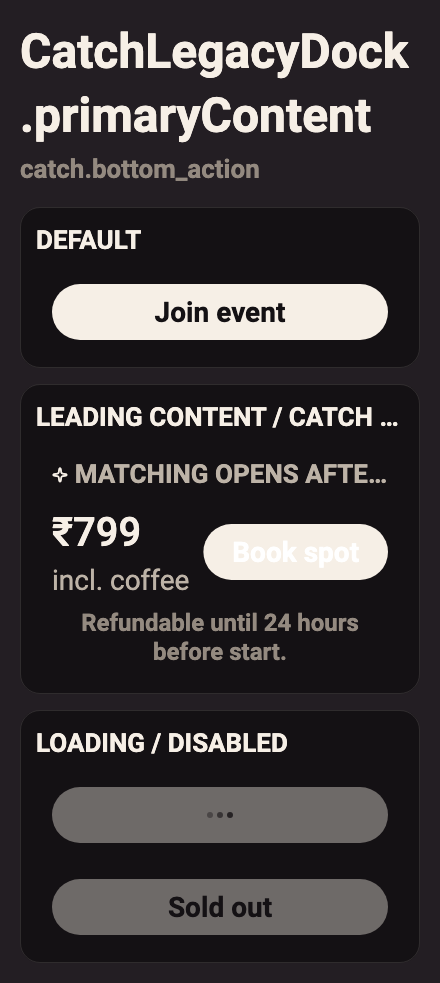 CatchLegacyDock
.primaryContent
catch.bottom_action
DEFAULT
Join event
LEADING CONTENT / CATCH …
MATCHING OPENS AFTE…
₹799
Book spot
incl. coffee
Refundable until 24 hours
before start.
LOADING / DISABLED
Sold out